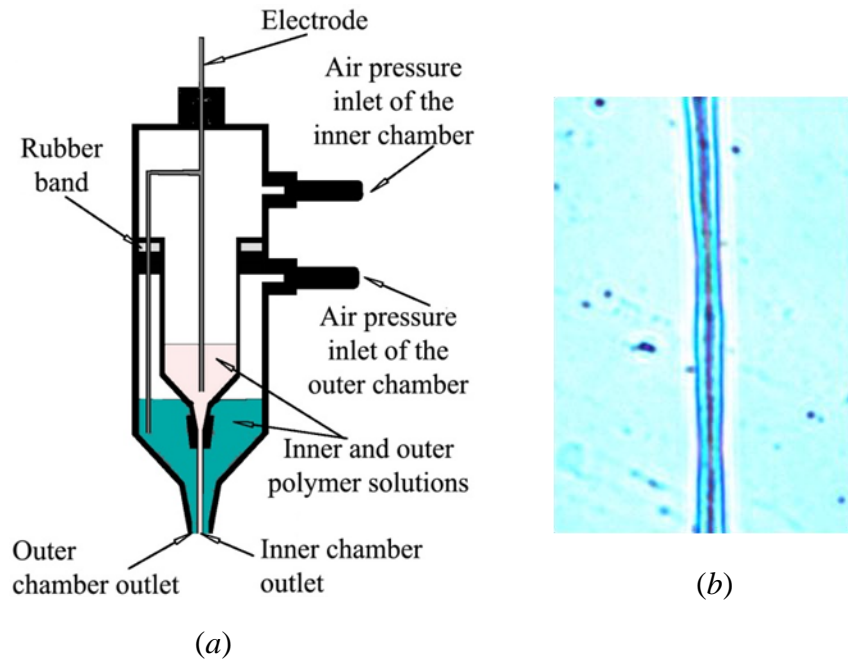 Electrode
Air pressure
inlet of the
inner chamber
Rubber
band
Air pressure
inlet of the
outer chamber
Inner and outer
polymer solutions
Outer
chamber outlet
Inner chamber
outlet
(a)
(b)